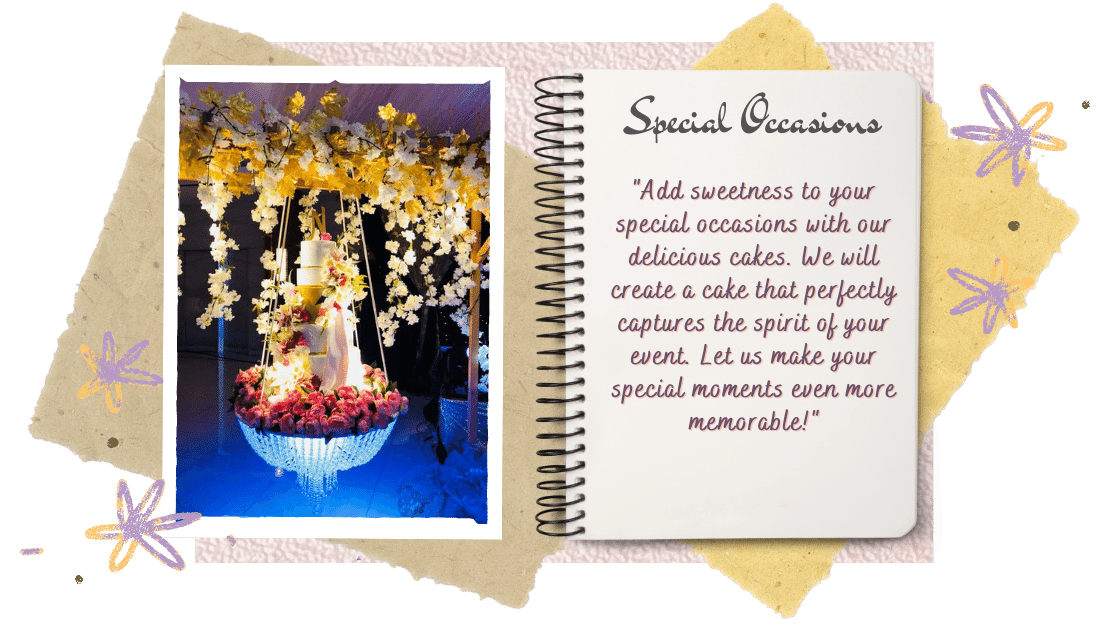 Special Occasions
"Add sweetness to your
special occasions with our
delicious cakes. We will
create a cake that perfectly
captures the spirit of your
event. Let us make your
special moments even more
memorable!"